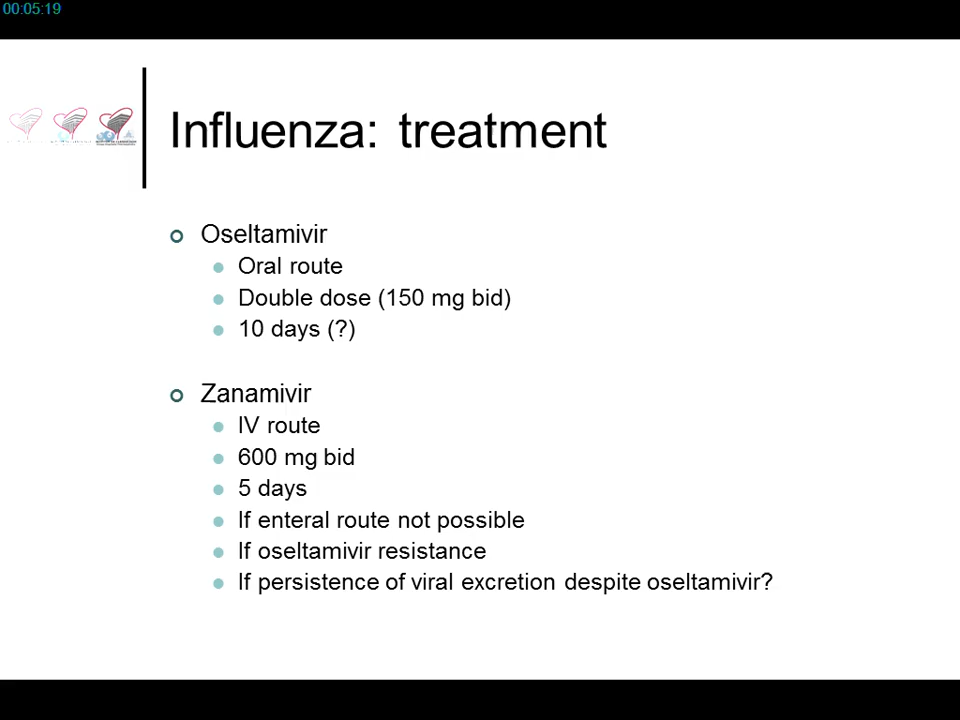 00:05:19
Influenza: treatment
Oseltamivir
Oral route
Double dose (150 mg bid)
10 days (?)
Zanamivir
IV route
600 mg bid
5 days
If enteral route not possible
If oseltamivir resistance
If persistence of viral excretion despite oseltamivir?